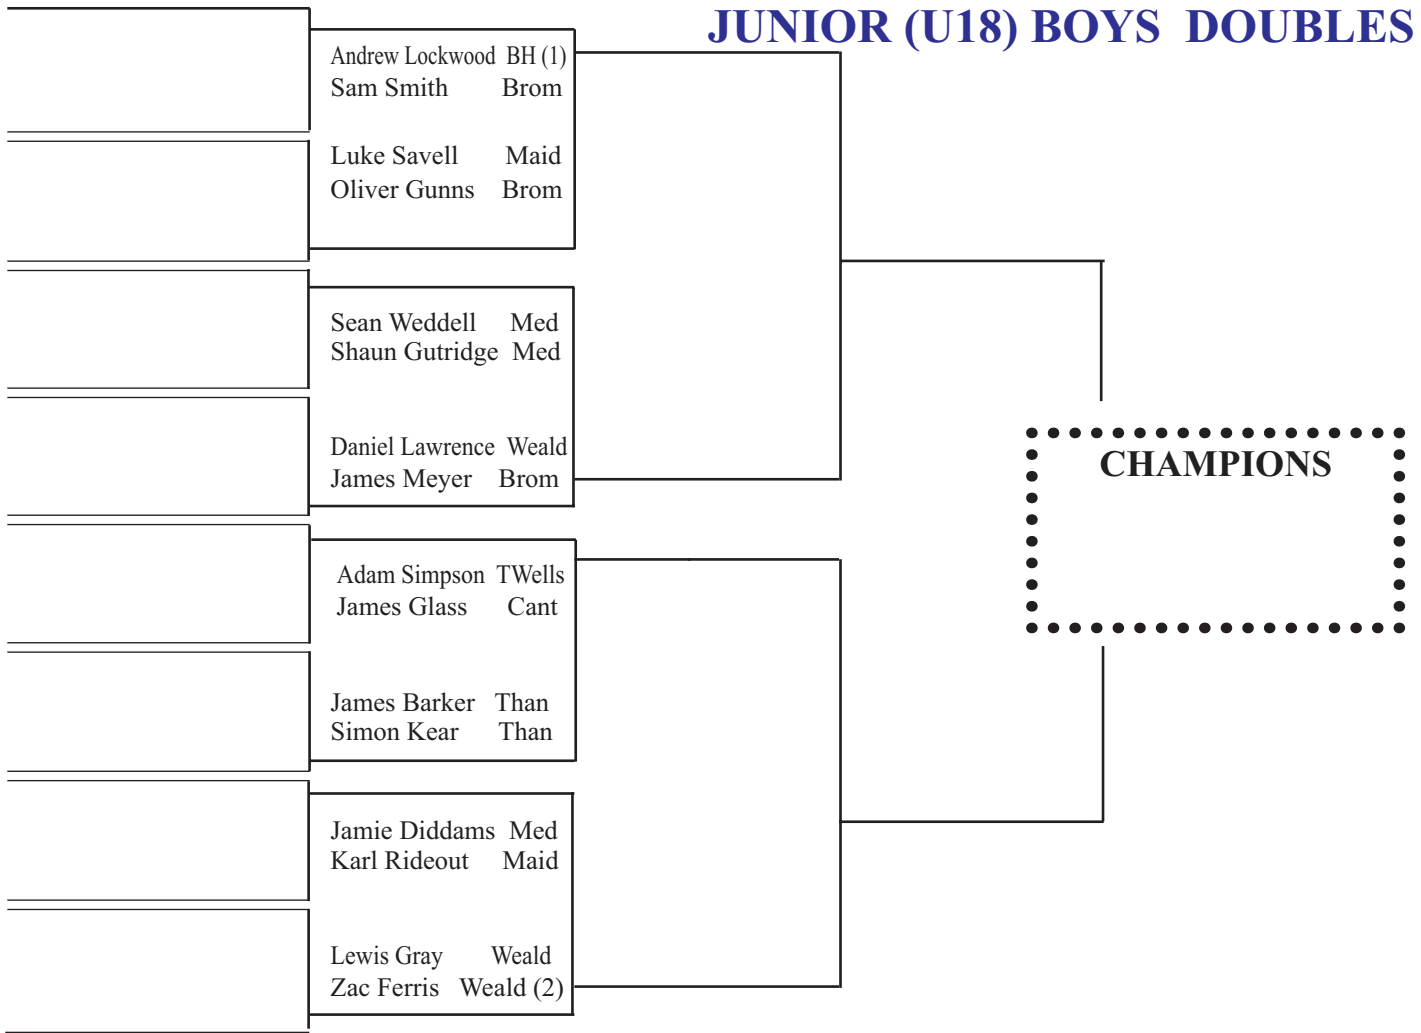 JUNIOR (U18) BOYS DOUBLES
Andrew Lockwood BH (1)
Sam Smith Brom
Luke Savell Maid
Oliver Gunns Brom
Sean Weddell Med
Shaun Gutridge Med
Daniel Lawrence Weald
James Meyer Brom
CHAMPIONS
Adam Simpson TWells
James Glass Cant
James Barker Than
Simon Kear Than
Jamie Diddams Med
Karl Rideout Maid
Lewis Gray Weald
Zac Ferris Weald (2)